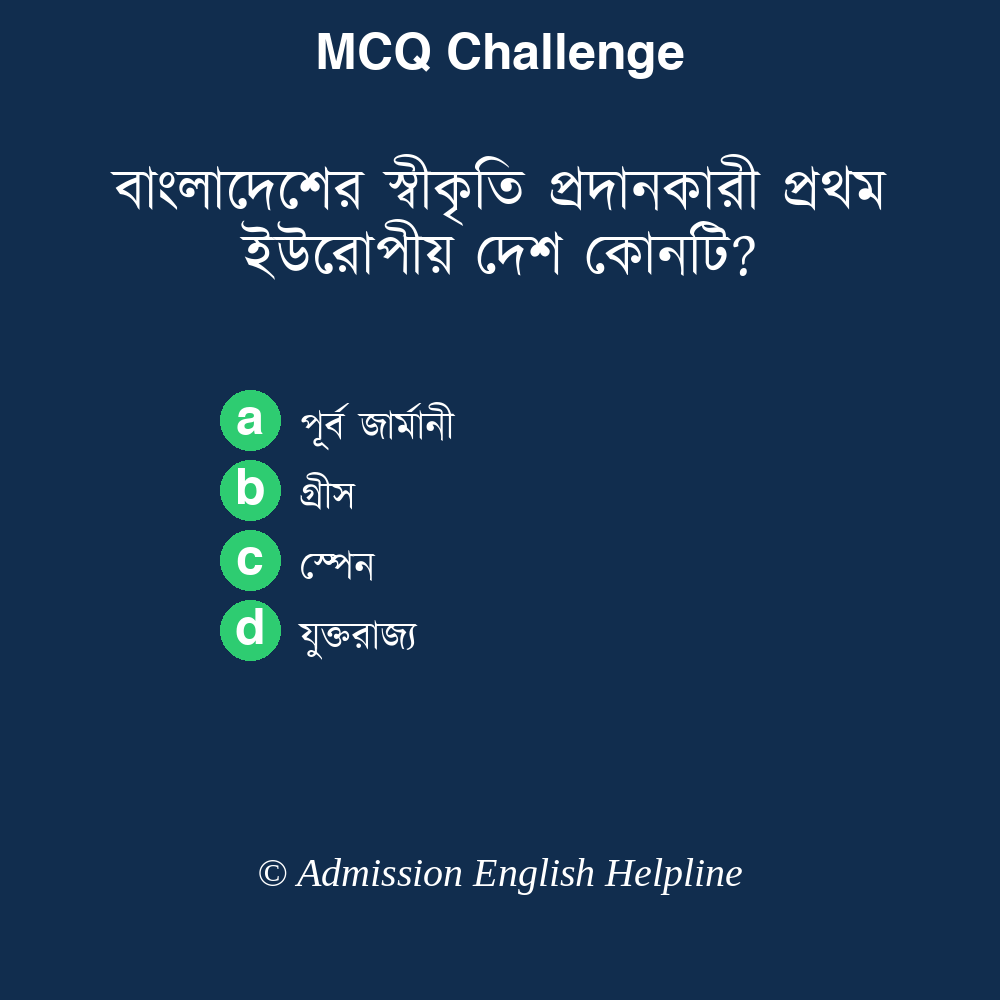 MCQ Challenge
বাংলাদেশের স্বীকৃতি প্রদানকারী প্রথম
ইউরোপীয় দেশ কোনটি?
a পূর্ব জার্মানী
b গ্রীস
c স্পেন
d যুক্তরাজ্য
© Admission English Helpline